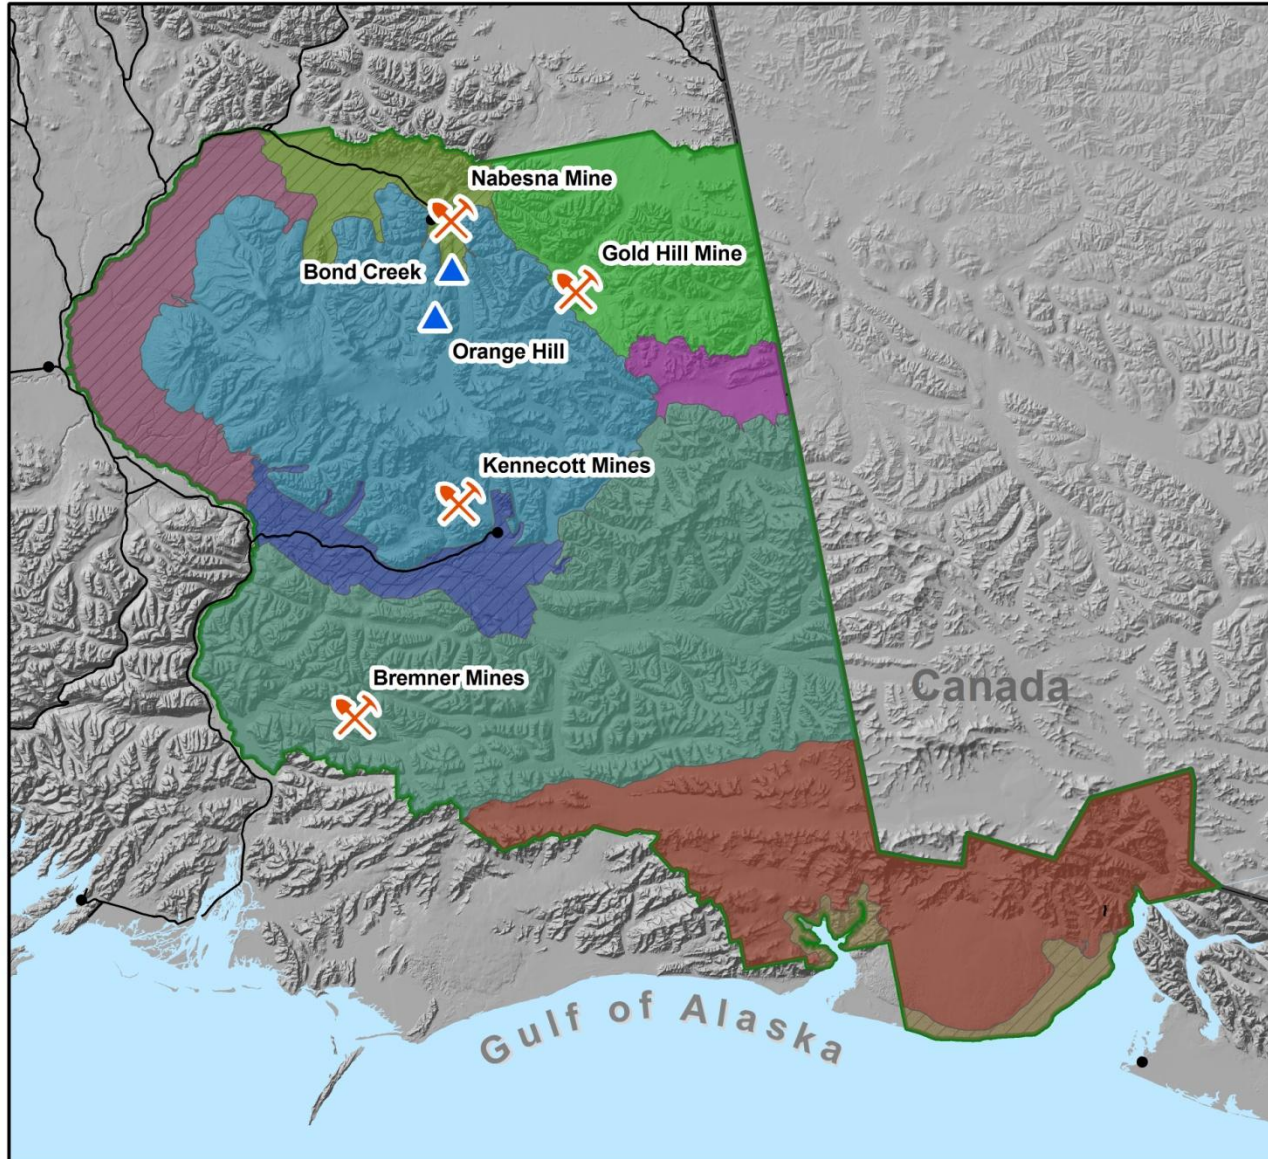 Nabesna Mine
Gold Hill Mine
Bond Creek
Orange Hill
Kennecott Mines
Bremner Mines
Canada
Gulf of Alaska